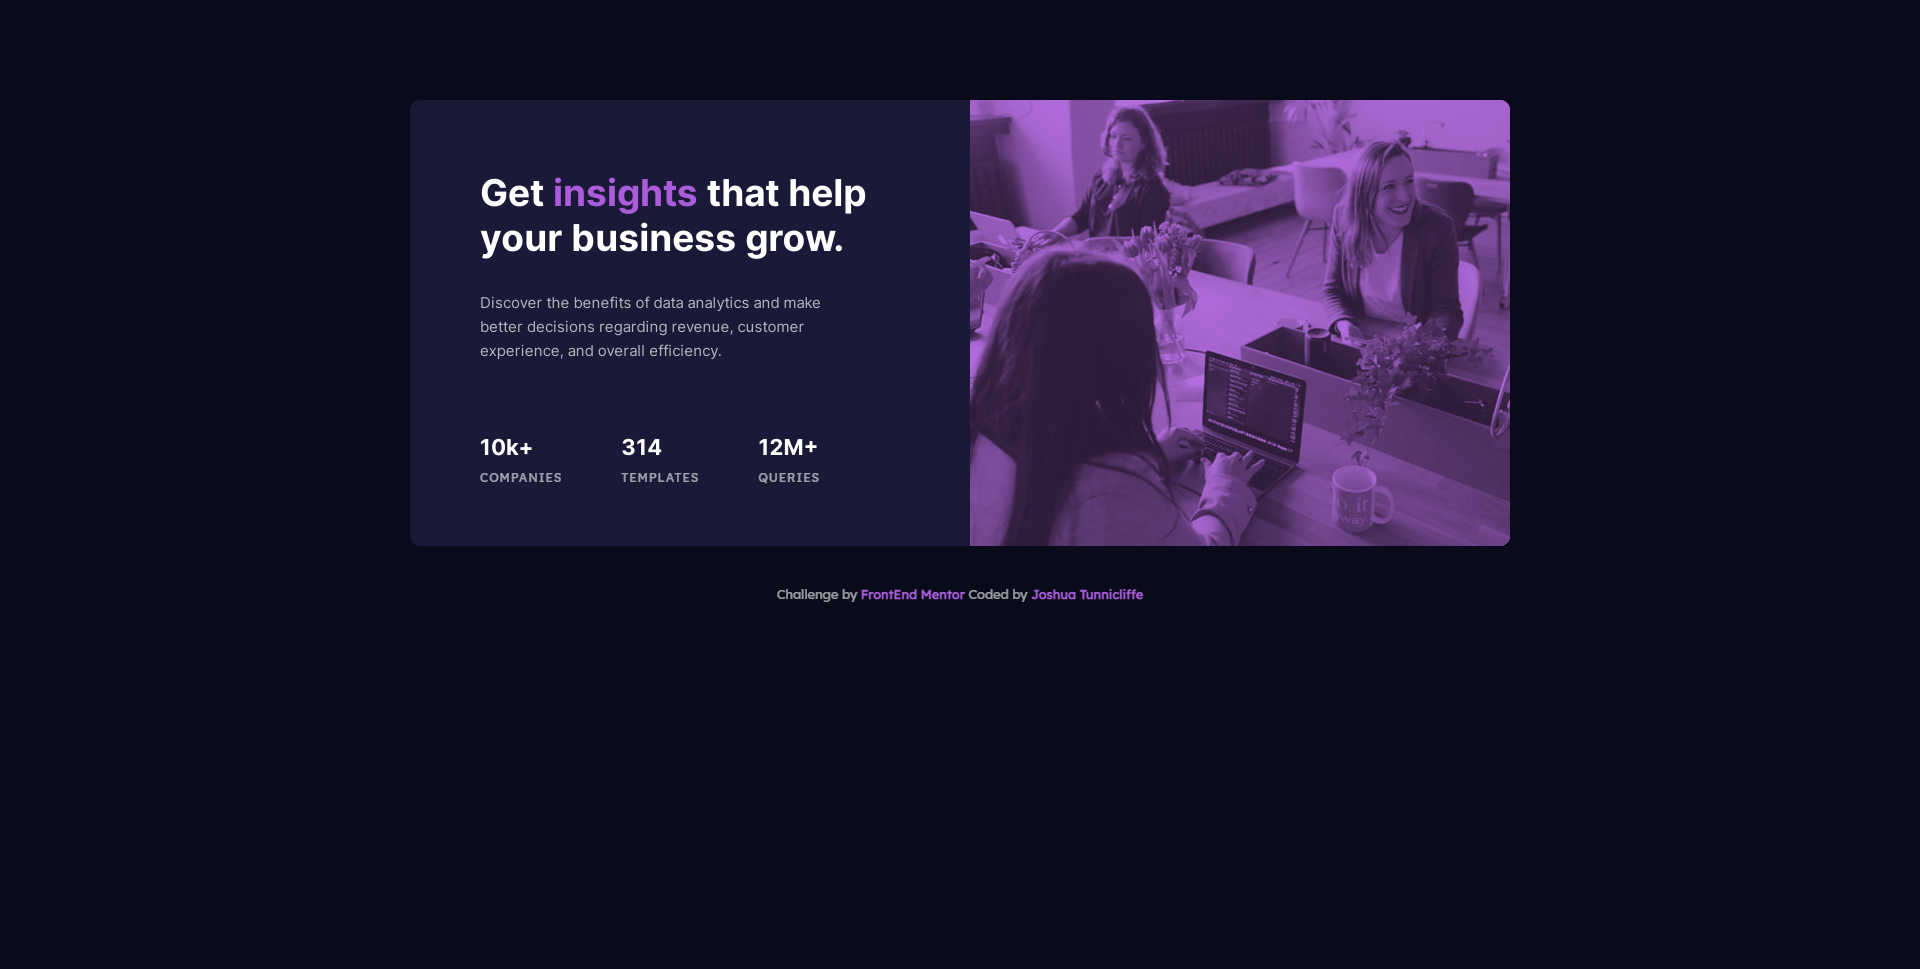 Get insights that help
your business grow.
Discover the benefits of data analytics and make
better decisions regarding revenue, customer
experience, and overall efficiency.
10k+ 314 12M+
COMPANIES TEMPLATES QUERIES
Challenge by FrontEnd Mentor Coded by Joshua Tunnicliffe